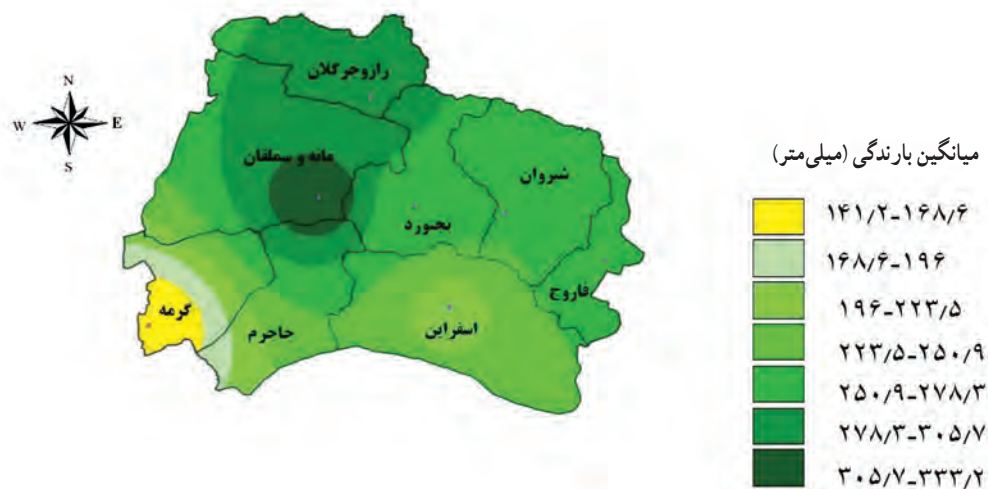 رازوجرگلان
N
W
E
S
مانه و سملقان
شیروان
بجنورد
فاروج
گرمه
جاجرم
اسفراین
میانگین بارندگی (میلی‌متر)
۱۴۱/۲-۱۶۸/۶
۱۶۸/۶-۱۹۶
۱۹۶-۲۲۳/۵
۲۲۳/۵-۲۵۰/۹
۲۵۰/۹-۲۷۸/۳
۲۷۸/۳-۳۰۵/۷
۳۰۵/۷-۳۳۳/۲